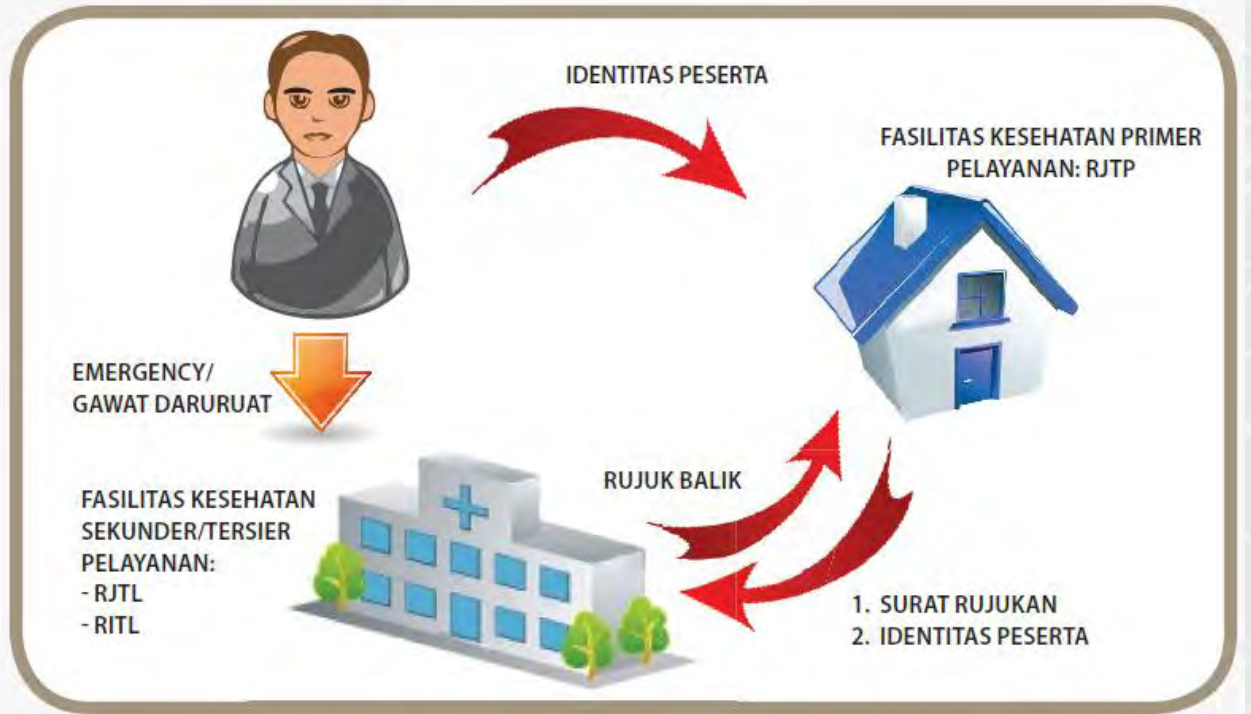 IDENTITAS PESERTA
FASILITAS KESEHATAN PRIMER
PELAYANAN: RJTP
EMERGENCY/
GAWAT DARURUAT
FASILITAS KESEHATAN
SEKUNDER/TERSIER
PELAYANAN:
- RJTL
- RITL
RUJUK BALIK
1. SURAT RUJUKAN
2. IDENTITAS PESERTA